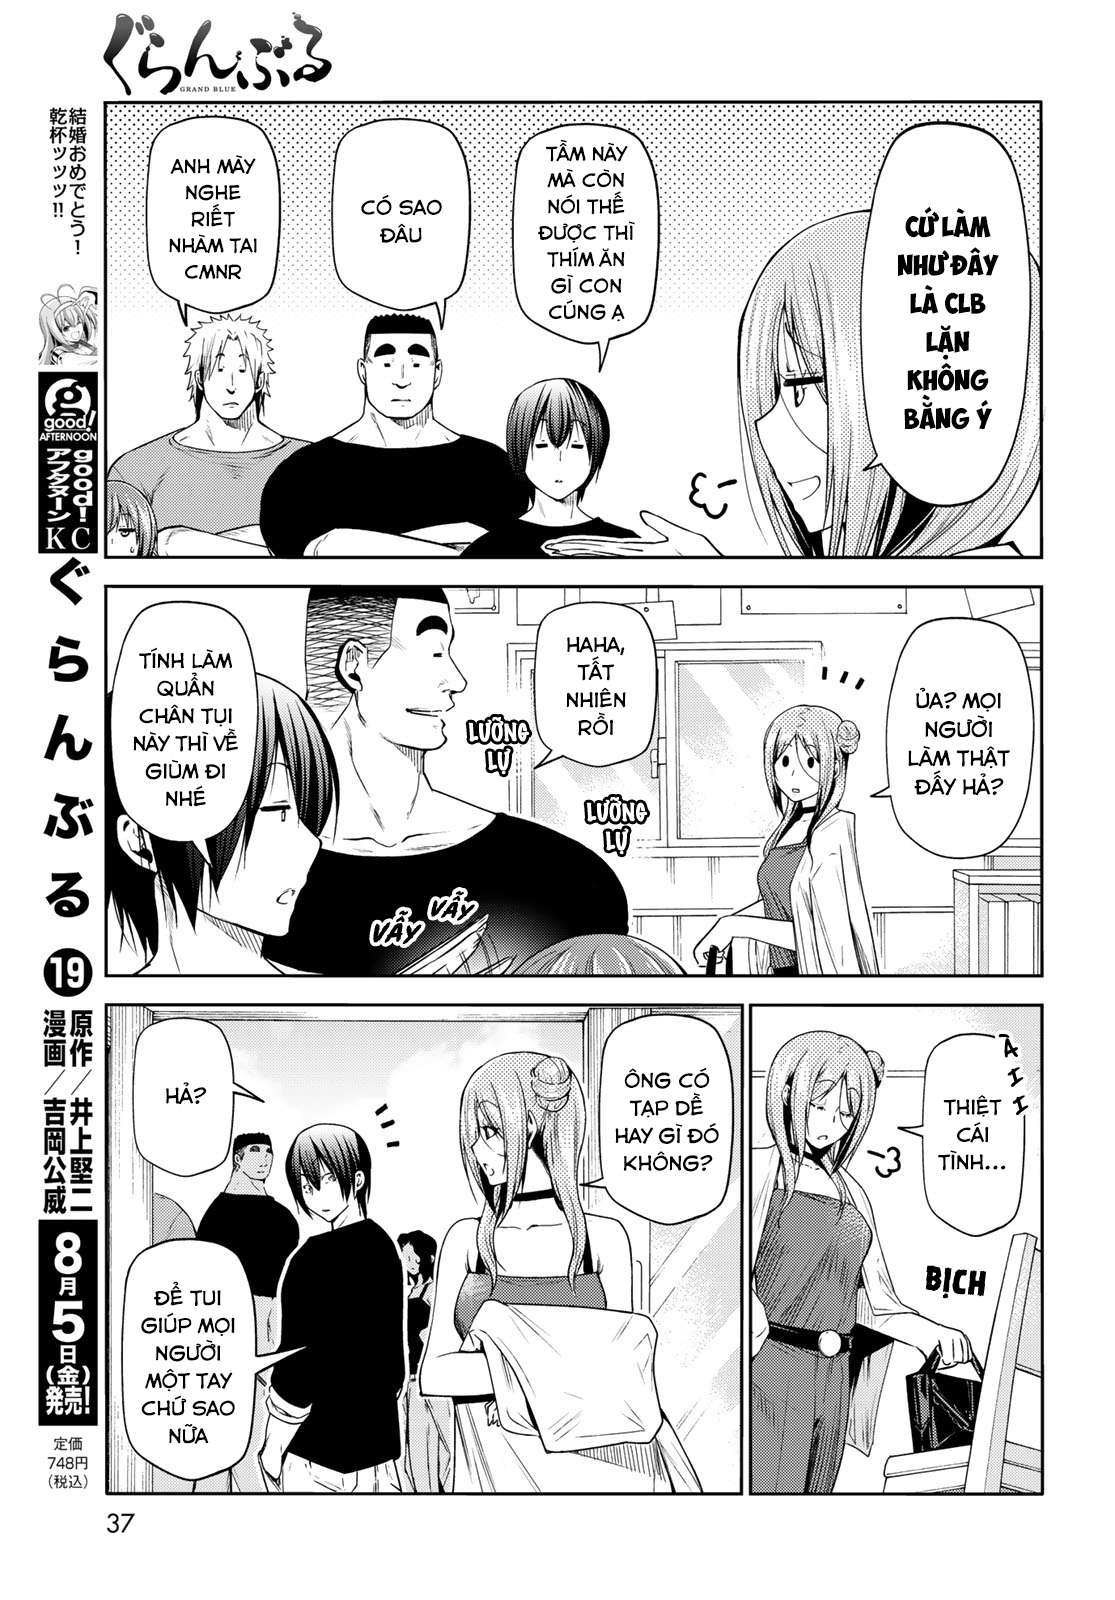 ぐらんぶる
GRAND BLUE
結婚おめでとう!
乾杯ッッッ!!
good!
AFTERNOON
good!
アフタヌーン
KC
ぐらんぶる
19
原作/井上堅二
漫画/吉岡公威
8月5日(金)発売!
定価
748円
(税込)
CỨ LÀM
NHƯ ĐÂY
LÀ CLB
LẶN
KHÔNG
BẰNG Ý
TẦM NÀY
MÀ CÒN
NÓI THẾ
ĐƯỢC THÌ
THÍM ĂN
GÌ CON
CÚNG Ạ
CÓ SAO
ĐÂU
ANH MÀY
NGHE
RIẾT
NHÀM TAI
CMNR
ỦA? MỌI
NGƯỜI
LÀM THẬT
ĐẤY HẢ?
HAHA,
TẤT
NHIÊN
RỒI
LƯỠNG
LỰ
LƯỠNG
LỰ
VẪY
VẪY
TÍNH LÀM
QUẨN
CHÂN TỤI
NÀY THÌ VỀ
GIÙM ĐI
NHÉ
ÀII
THIỆT
CÁI
TÌNH...
BỊCH
ÔNG CÓ
TẠP DỀ
HAY GÌ ĐÓ
KHÔNG?
HẢ?
ĐỂ TUI
GIÚP MỌI
NGƯỜI
MỘT TAY
CHỨ SAO
NỮA
37